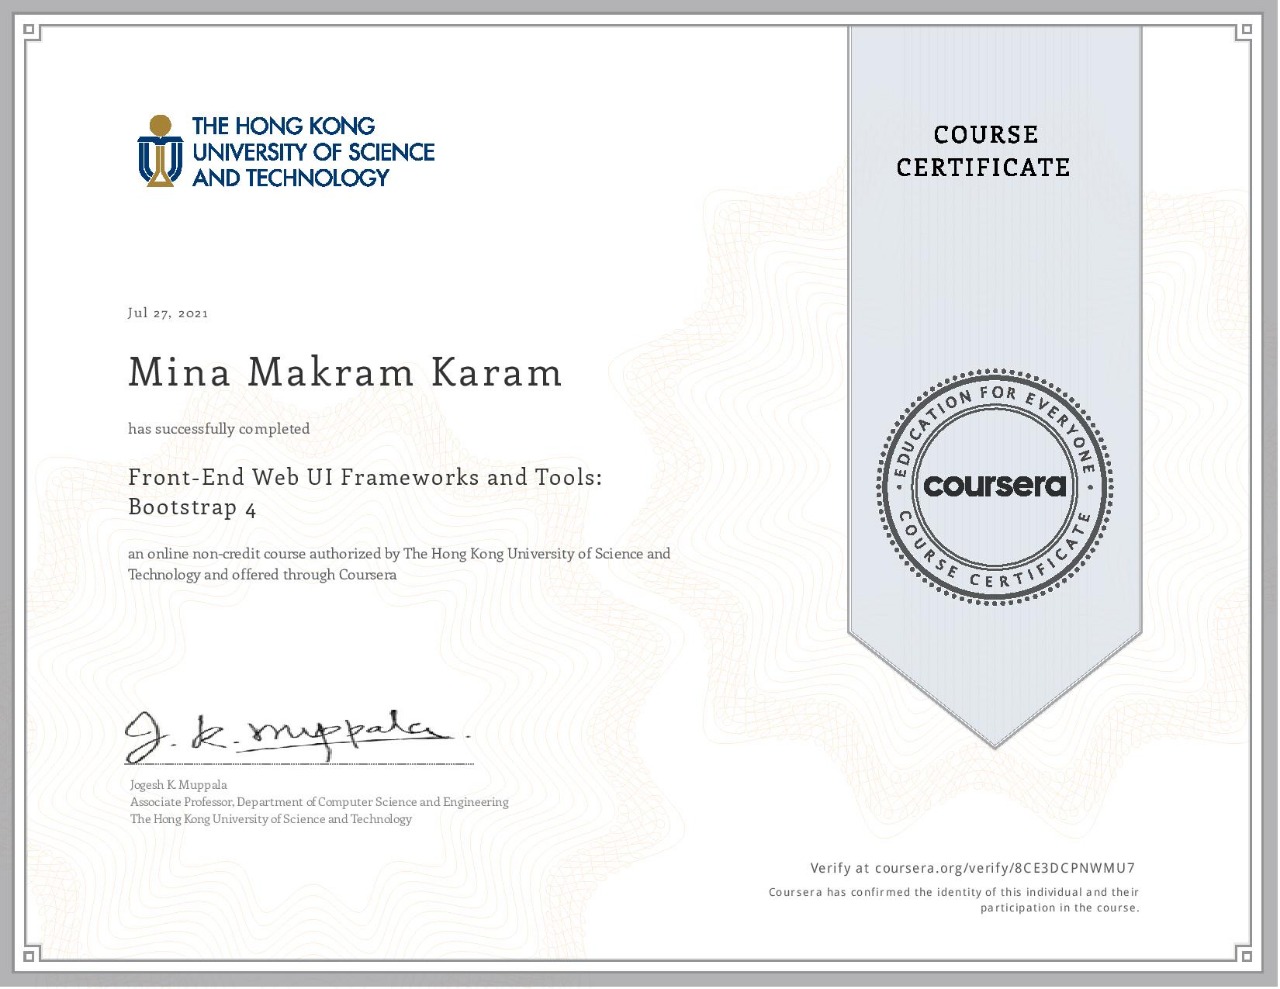 THE HONG KONG
UNIVERSITY OF SCIENCE
AND TECHNOLOGY
COURSE
CERTIFICATE
Jul 27, 2021
Mina Makram Karam
has successfully completed
Front-End Web UI Frameworks and Tools:
Bootstrap 4
an online non-credit course authorized by The Hong Kong University of Science and
Technology and offered through Coursera
EDUCATION FOR EVERYONE
coursera
COURSE CERTIFICATE
J. K. Muppala.
Jogesh K. Muppala
Associate Professor, Department of Computer Science and Engineering
The Hong Kong University of Science and Technology
Verify at coursera.org/verify/8CE3DCPNWMU7
Coursera has confirmed the identity of this individual and their
participation in the course.